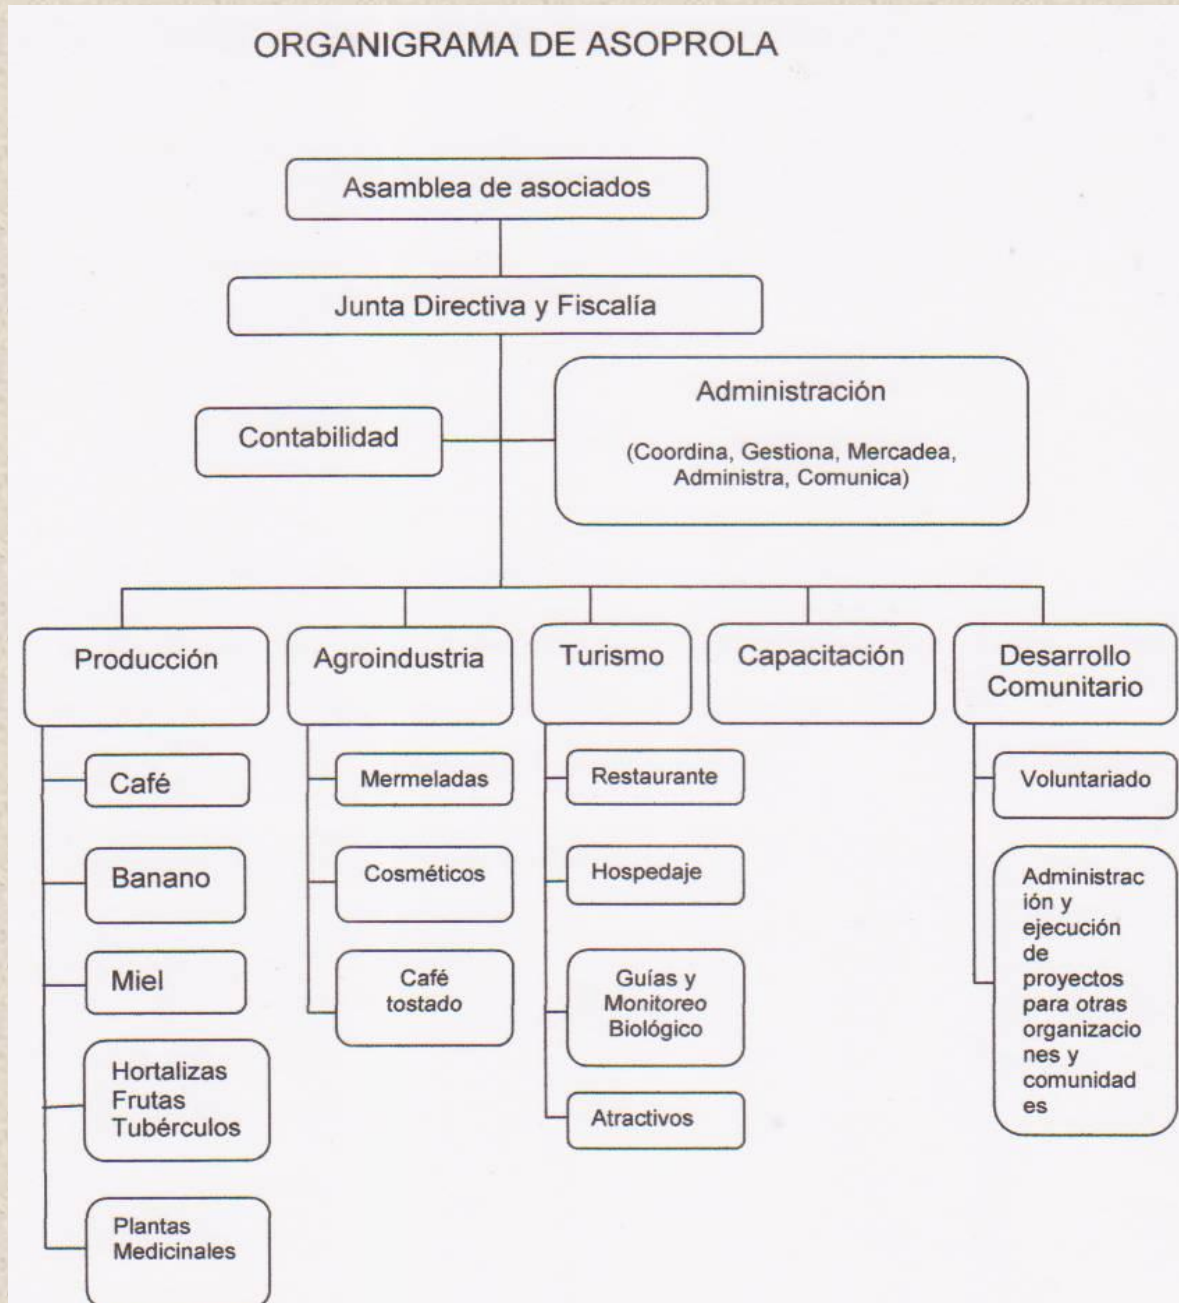 ORGANIGRAMA DE ASOPROLA
Asamblea de asociados
Junta Directiva y Fiscalía
Contabilidad
Administración
(Coordina, Gestiona, Mercadea,
Administra, Comunica)
Producción
Agroindustria
Turismo
Capacitación
Desarrollo
Comunitario
Café
Banano
Miel
Hortalizas
Frutas
Tubérculos
Plantas
Medicinales
Mermeladas
Cosméticos
Café
tostado
Restaurante
Hospedaje
Guías y
Monitoreo
Biológico
Atractivos
Voluntariado
Administrac
ión y
ejecución
de
proyectos
para otras
organizacio
nes y
comunidad
es